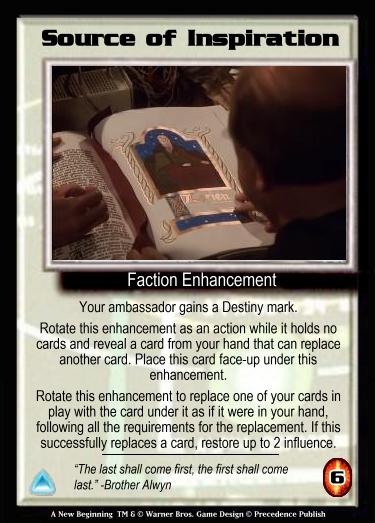 Source of Inspiration
Faction Enhancement
Your ambassador gains a Destiny mark.
Rotate this enhancement as an action while it holds no
cards and reveal a card from your hand that can replace
another card. Place this card face-up under this
enhancement.
Rotate this enhancement to replace one of your cards in
play with the card under it as if it were in your hand,
following all the requirements for the replacement. If this
successfully replaces a card, restore up to 2 influence.
"The last shall come first, the first shall come
last." -Brother Alwyn
6
A New Beginning TM & © Warner Bros. Game Design © Precedence Publish